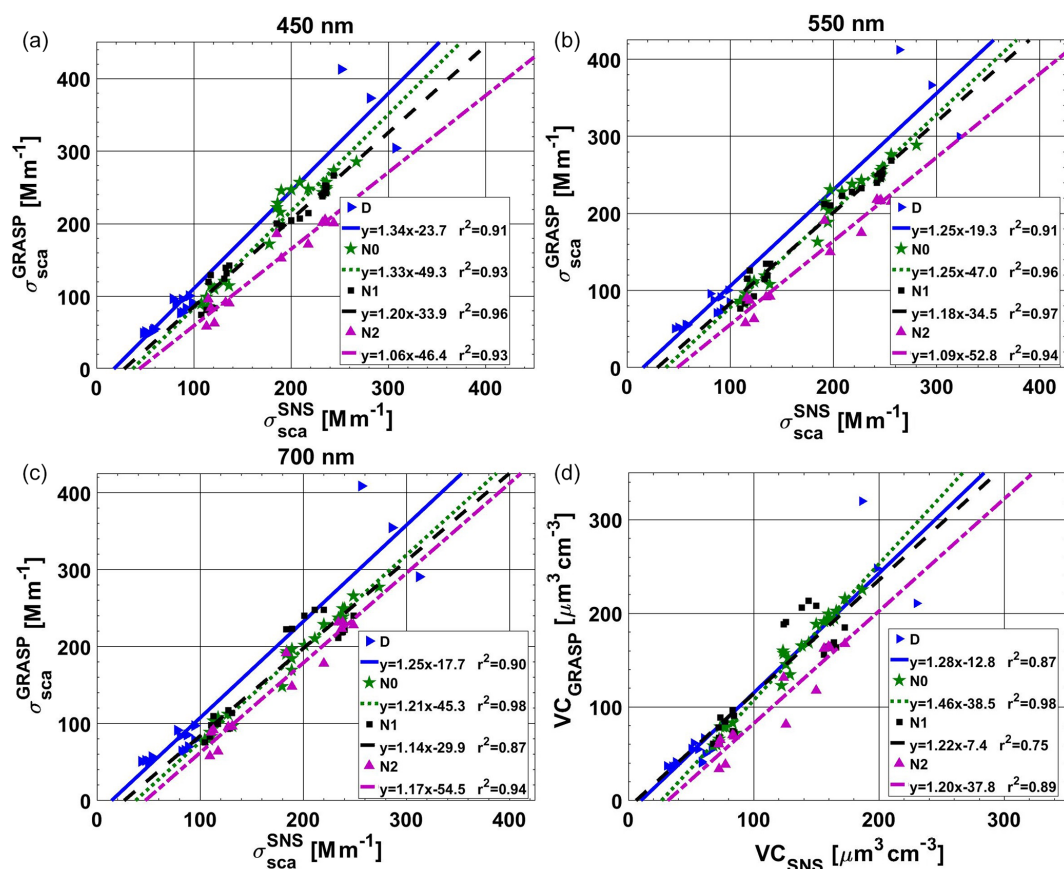 450 nm
(a)
400
300
200
100
0
0 100 200 300 400
σ_sca^GRASP [M m⁻¹]
σ_sca^SNS [M m⁻¹]
D
y=1.34x-23.7 r²=0.91
N0
y=1.33x-49.3 r²=0.93
N1
y=1.20x-33.9 r²=0.96
N2
y=1.06x-46.4 r²=0.93
550 nm
(b)
400
300
200
100
0
0 100 200 300 400
σ_sca^GRASP [M m⁻¹]
σ_sca^SNS [M m⁻¹]
D
y=1.25x-19.3 r²=0.91
N0
y=1.25x-47.0 r²=0.96
N1
y=1.18x-34.5 r²=0.97
N2
y=1.09x-52.8 r²=0.94
(c)
700 nm
400
300
200
100
0
0 100 200 300 400
σ_sca^GRASP [M m⁻¹]
σ_sca^SNS [M m⁻¹]
D
y=1.25x-17.7 r²=0.90
N0
y=1.21x-45.3 r²=0.98
N1
y=1.14x-29.9 r²=0.87
N2
y=1.17x-54.5 r²=0.94
(d)
300
200
100
0
0 100 200 300
VC_GRASP [μm³ cm⁻³]
VC_SNS [μm³ cm⁻³]
D
y=1.28x-12.8 r²=0.87
N0
y=1.46x-38.5 r²=0.98
N1
y=1.22x-7.4 r²=0.75
N2
y=1.20x-37.8 r²=0.89